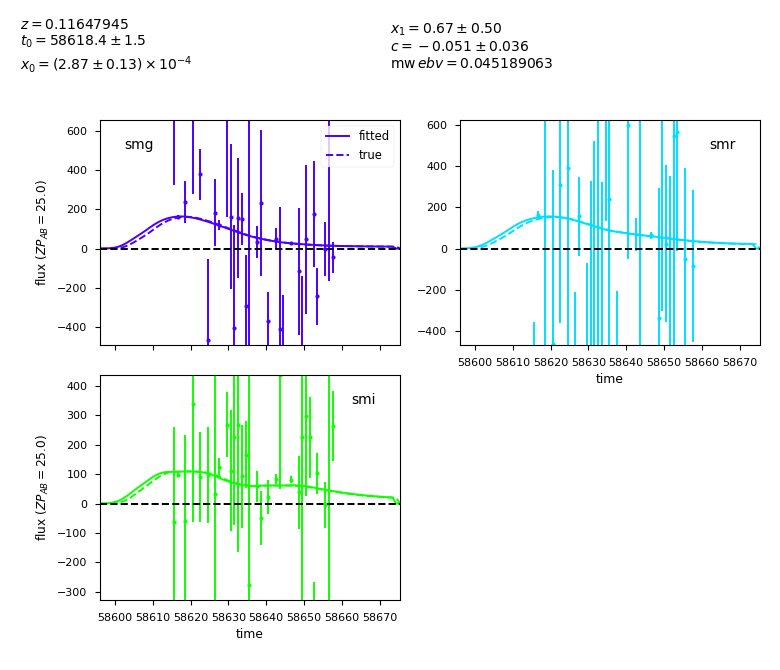 z = 0.11647945
t₀ = 58618.4 ± 1.5
x₀ = (2.87 ± 0.13) × 10⁻⁴
x₁ = 0.67 ± 0.50
c = −0.051 ± 0.036
mw ebv = 0.045189063
smg
fitted
true
600
400
200
0
−200
−400
flux (ZP_AB = 25.0)
smr
600
400
200
0
−200
−400
58600 58610 58620 58630 58640 58650 58660 58670
time
smi
400
300
200
100
0
−100
−200
−300
flux (ZP_AB = 25.0)
58600 58610 58620 58630 58640 58650 58660 58670
time